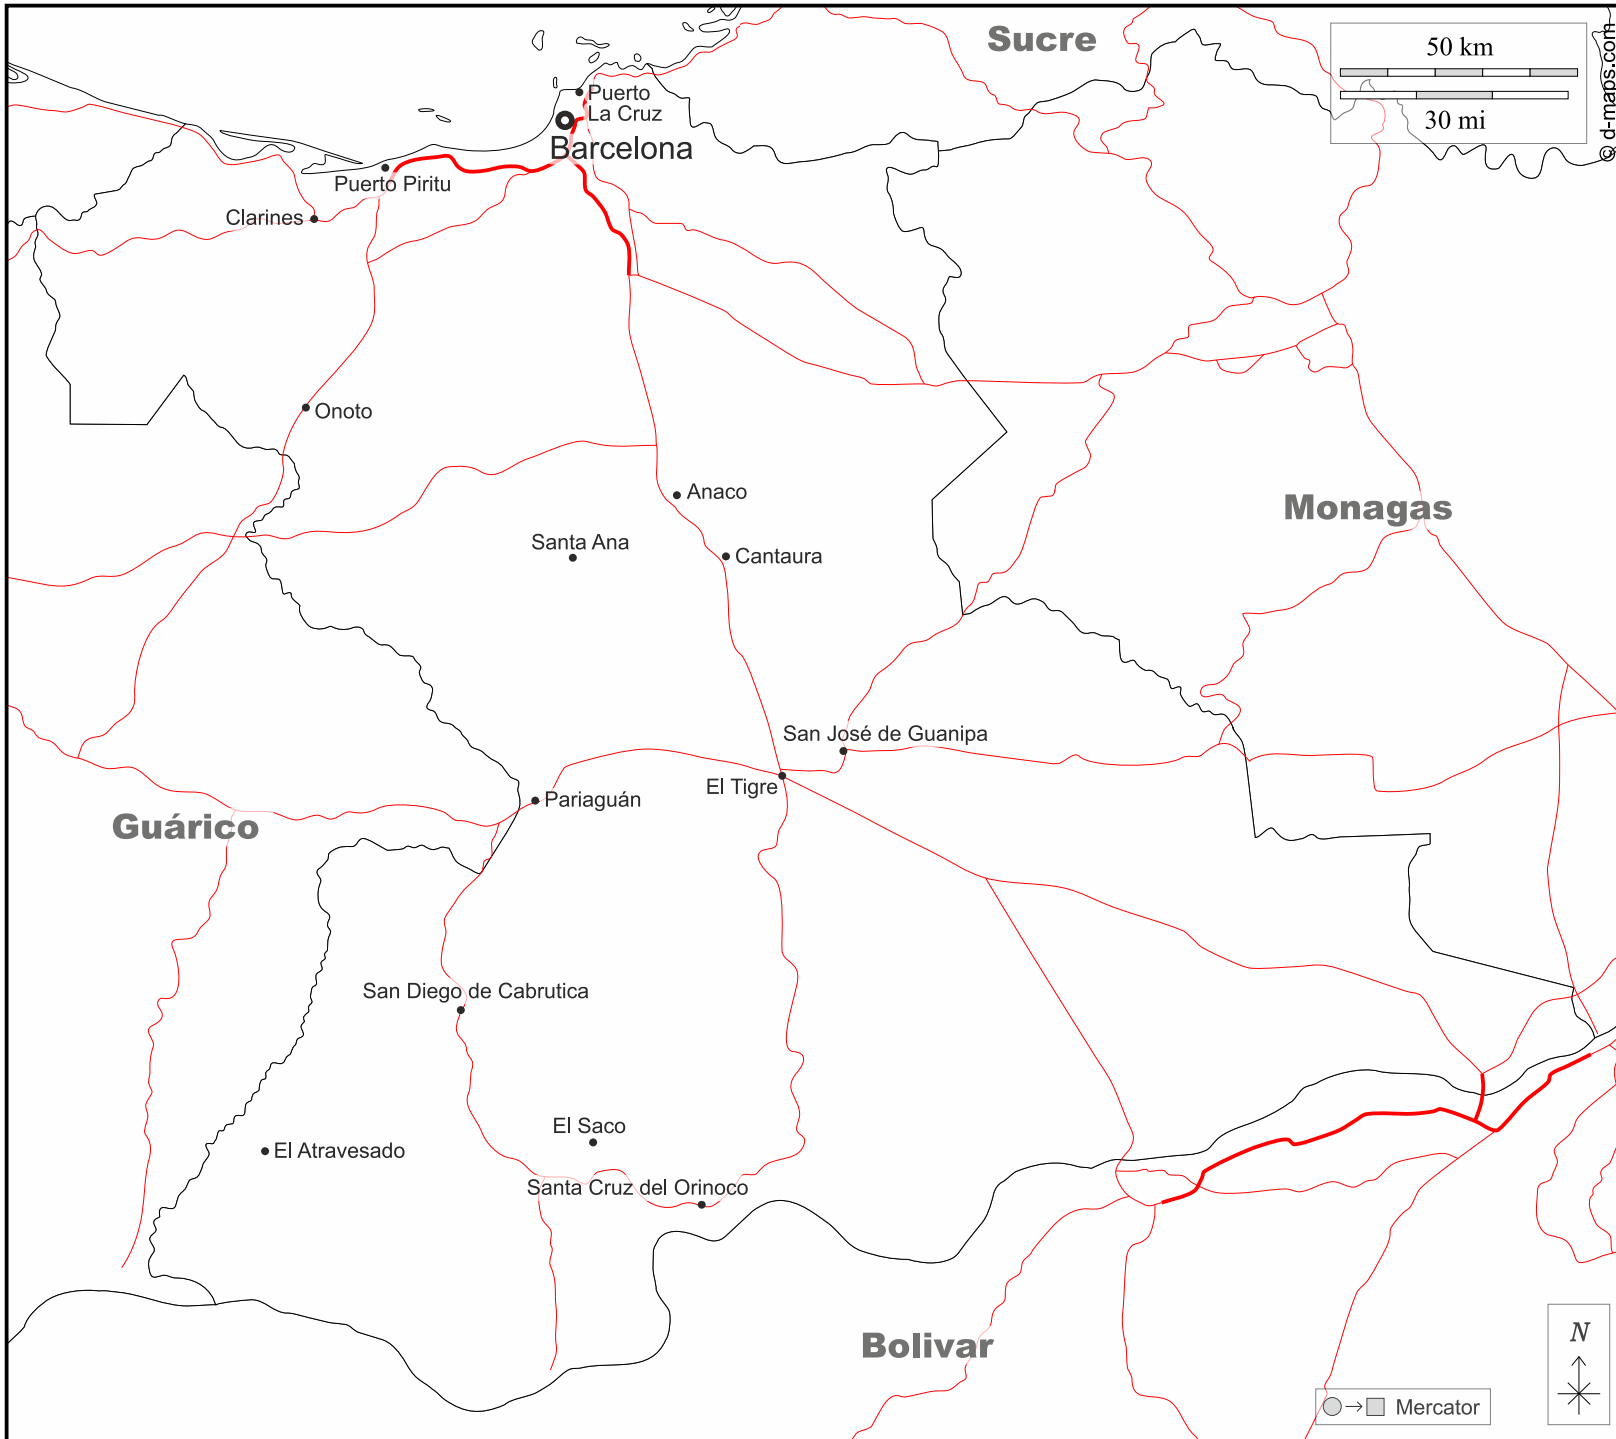 Sucre
50 km
30 mi
© d-maps.com
Puerto
La Cruz
Barcelona
Puerto Piritu
Clarines
Onoto
Anaco
Monagas
Santa Ana
Cantaura
San José de Guanipa
El Tigre
Pariaguán
Guárico
San Diego de Cabrutica
El Saco
El Atravesado
Santa Cruz del Orinoco
Bolivar
N
Mercator